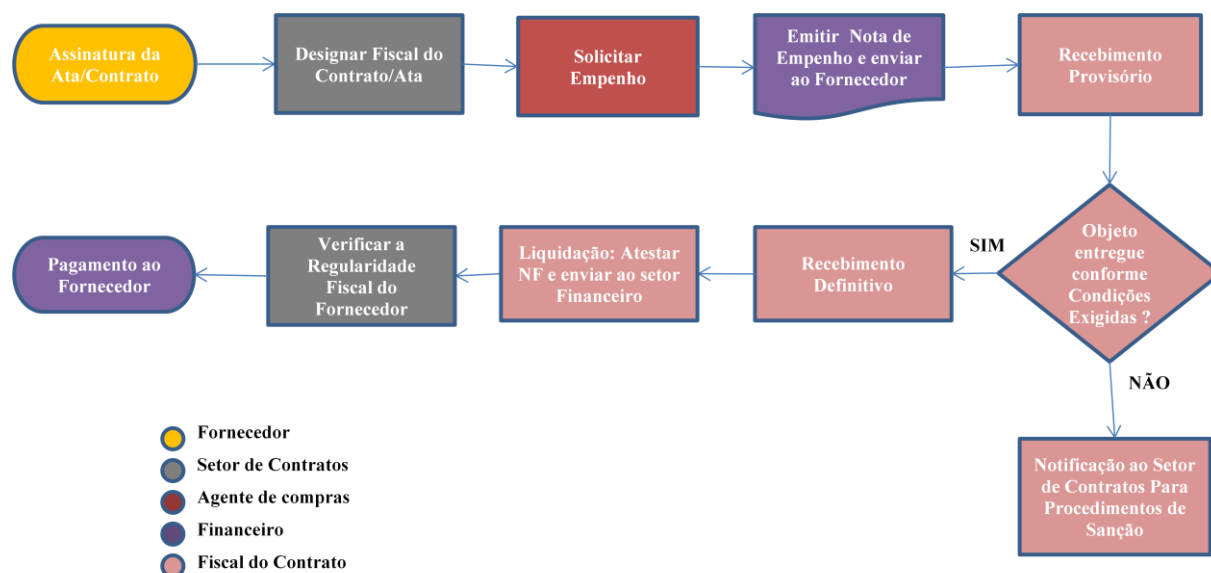 Assinatura da
Ata/Contrato
Designar Fiscal do
Contrato/Ata
Solicitar
Empenho
Emitir Nota de
Empenho e enviar
ao Fornecedor
Recebimento
Provisório
Pagamento ao
Fornecedor
Verificar a
Regularidade
Fiscal do
Fornecedor
Liquidação: Atestar
NF e enviar ao setor
Financeiro
Recebimento
Definitivo
SIM
Objeto
entregue
conforme
Condições
Exigidas ?
NÃO
Notificação ao Setor
de Contratos Para
Procedimentos de
Sanção
Fornecedor
Setor de Contratos
Agente de compras
Financeiro
Fiscal do Contrato